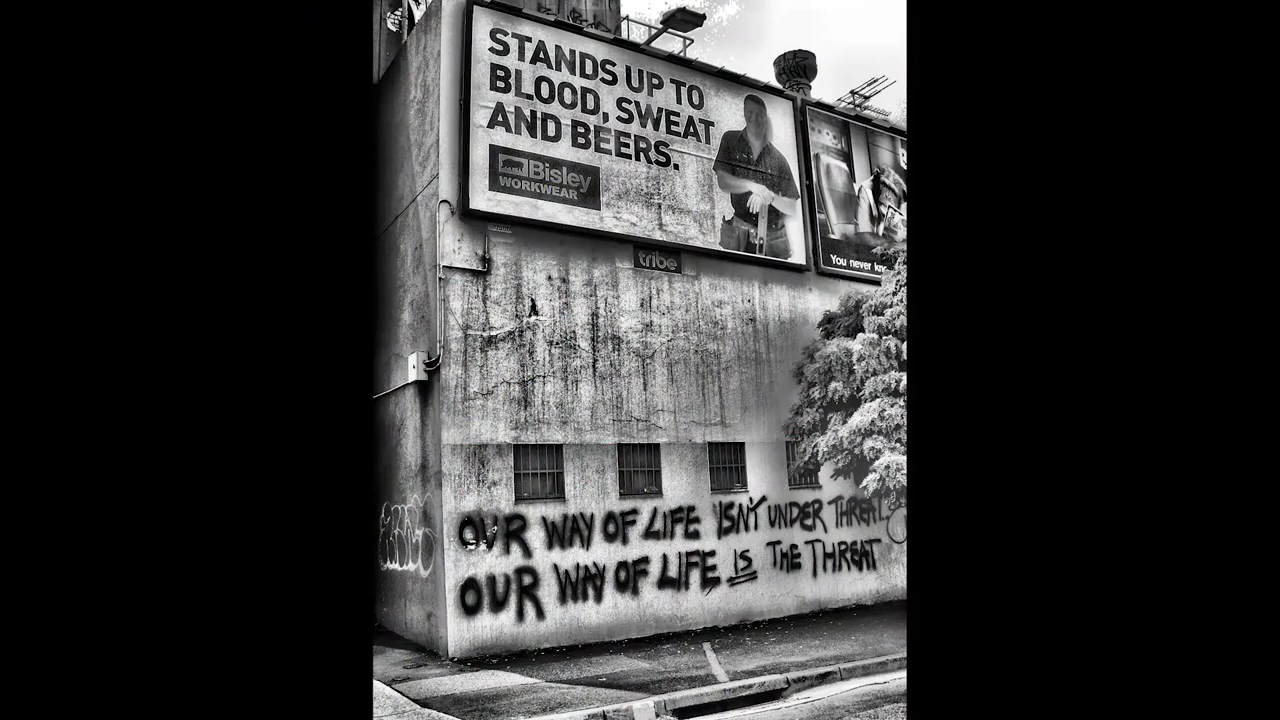 STANDS UP TO
BLOOD, SWEAT
AND BEERS.
Bisley
WORKWEAR
tribe
You never
OUR WAY OF LIFE ISN'T UNDER THREAT
OUR WAY OF LIFE IS THE THREAT